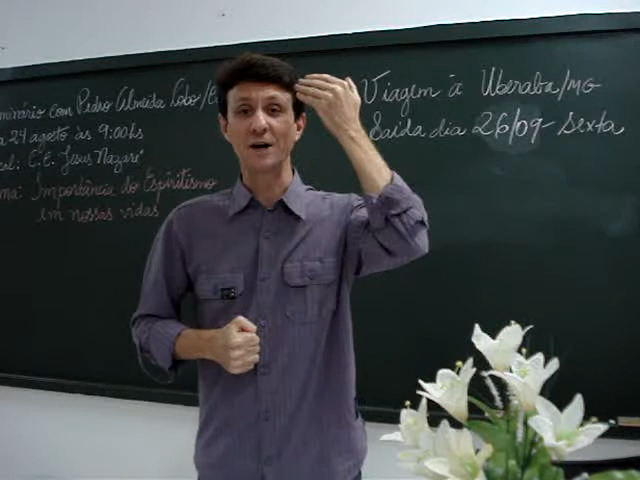 minário com Pedro Almeida Lobo/
a 24 agosto às 9:00hs
al: C.E. Jesus Nazaré
ma: Importância do Espiritismo
em nossas vidas
Viagem à Uberaba/MG
Saída dia 26/09 - sexta